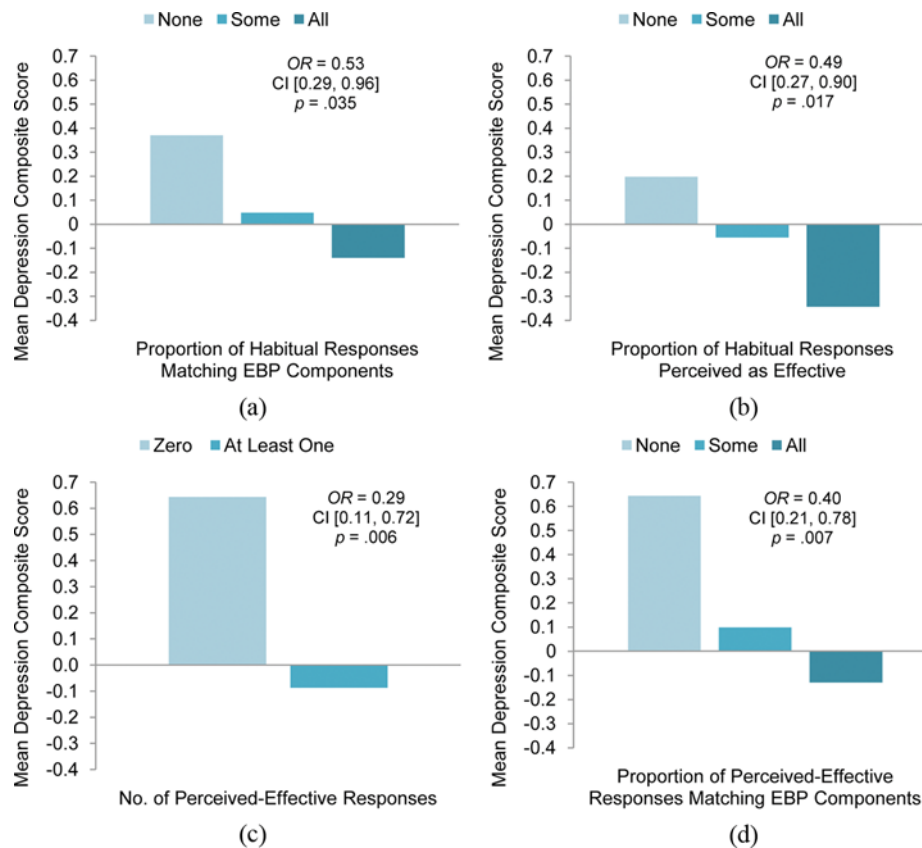 None Some All
Mean Depression Composite Score
0.7
0.6
0.5
0.4
0.3
0.2
0.1
0
-0.1
-0.2
-0.3
-0.4
OR = 0.53
CI [0.29, 0.96]
p = .035
Proportion of Habitual Responses
Matching EBP Components
(a)
None Some All
Mean Depression Composite Score
0.7
0.6
0.5
0.4
0.3
0.2
0.1
0
-0.1
-0.2
-0.3
-0.4
OR = 0.49
CI [0.27, 0.90]
p = .017
Proportion of Habitual Responses
Perceived as Effective
(b)
Zero At Least One
Mean Depression Composite Score
0.7
0.6
0.5
0.4
0.3
0.2
0.1
0.0
-0.1
-0.2
-0.3
-0.4
OR = 0.29
CI [0.11, 0.72]
p = .006
No. of Perceived-Effective Responses
(c)
None Some All
Mean Depression Composite Score
0.7
0.6
0.5
0.4
0.3
0.2
0.1
0
-0.1
-0.2
-0.3
-0.4
OR = 0.40
CI [0.21, 0.78]
p = .007
Proportion of Perceived-Effective
Responses Matching EBP Components
(d)